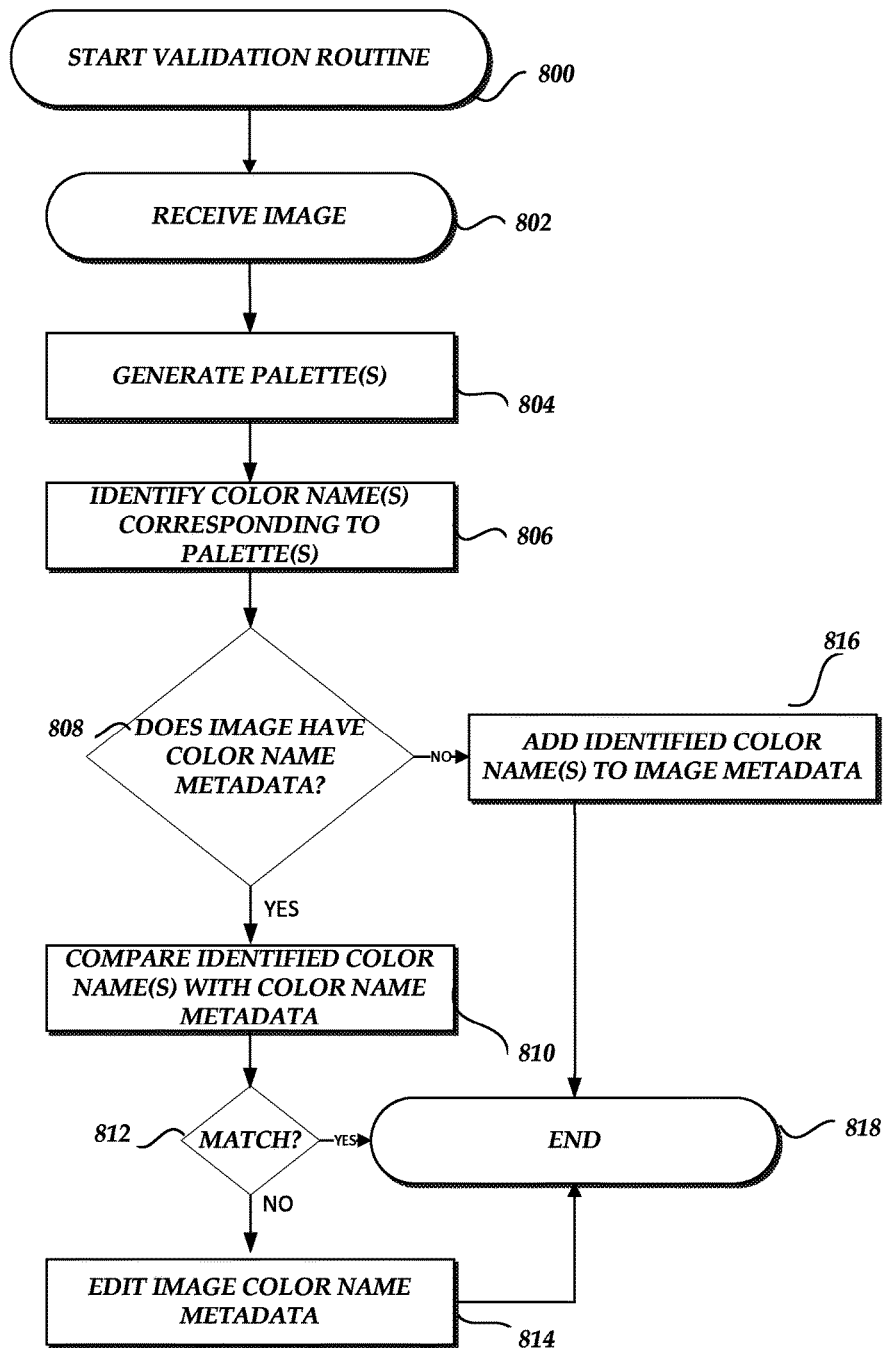 START VALIDATION ROUTINE
800
RECEIVE IMAGE
802
GENERATE PALETTE(S)
804
IDENTIFY COLOR NAME(S)
CORRESPONDING TO
PALETTE(S)
806
808
DOES IMAGE HAVE
COLOR NAME
METADATA?
NO
816
ADD IDENTIFIED COLOR
NAME(S) TO IMAGE METADATA
YES
COMPARE IDENTIFIED COLOR
NAME(S) WITH COLOR NAME
METADATA
810
812
MATCH?
YES
END
818
NO
EDIT IMAGE COLOR NAME
METADATA
814